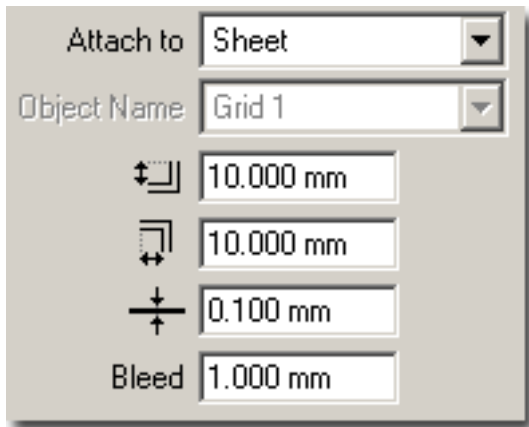 Attach to Sheet
Object Name Grid 1
10.000 mm
10.000 mm
0.100 mm
Bleed 1.000 mm